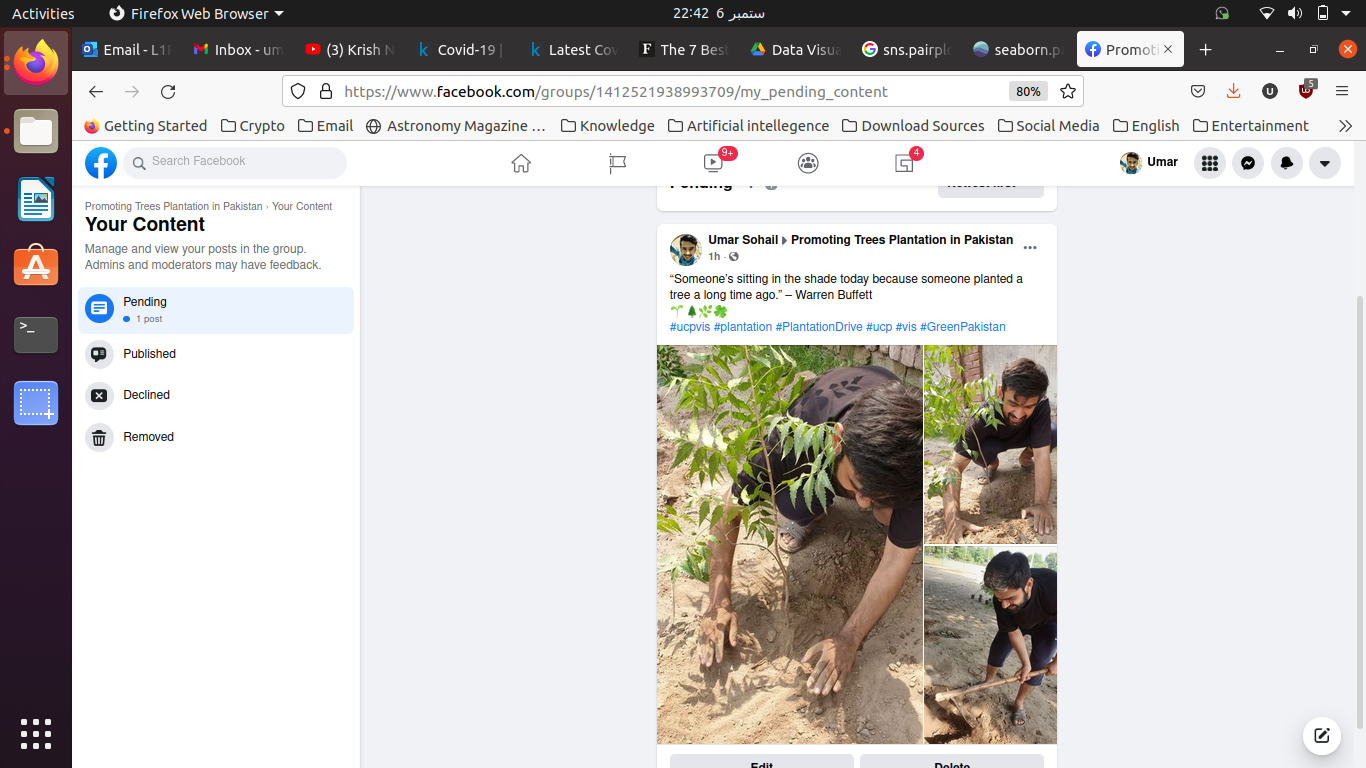 Activities
Firefox Web Browser
22:42 6 ستمبر
Email - L1
Inbox - um
(3) Krish N
Covid-19 |
Latest Cov
The 7 Best
Data Visua
sns.pairpl
seaborn.p
Promoti
https://www.facebook.com/groups/1412521938993709/my_pending_content
80%
5
Getting Started
Crypto
Email
Astronomy Magazine ...
Knowledge
Artificial intellegence
Download Sources
Social Media
English
Entertainment
Search Facebook
9+
4
Umar
Promoting Trees Plantation in Pakistan › Your Content
Your Content
Manage and view your posts in the group.
Admins and moderators may have feedback.
Pending
1 post
Published
Declined
Removed
Pending
Newest first
Umar Sohail
Promoting Trees Plantation in Pakistan
1h ·
“Someone’s sitting in the shade today because someone planted a
tree a long time ago.” – Warren Buffett
#ucpvis #plantation #PlantationDrive #ucp #vis #GreenPakistan
Edit
Delete